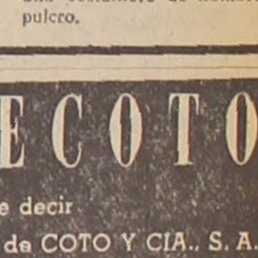 pulcro.
ECOTO
e decir
de COTO Y CIA., S. A.